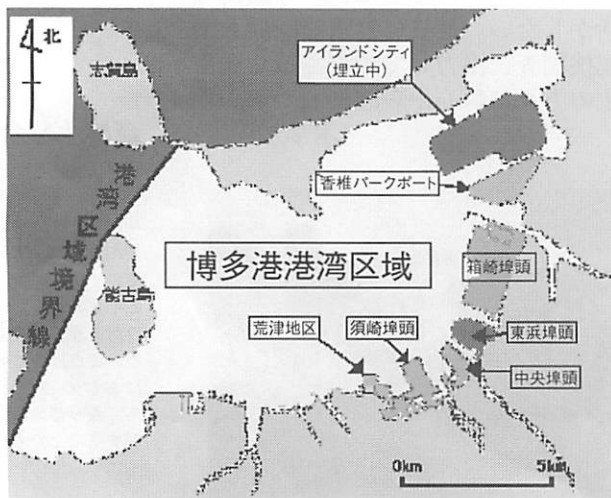 北
志賀島
アイランドシティ
(埋立中)
香椎パークポート
港湾区域境界線
博多港港湾区域
箱崎埠頭
能古島
荒津地区
須崎埠頭
東浜埠頭
中央埠頭
0km
5km